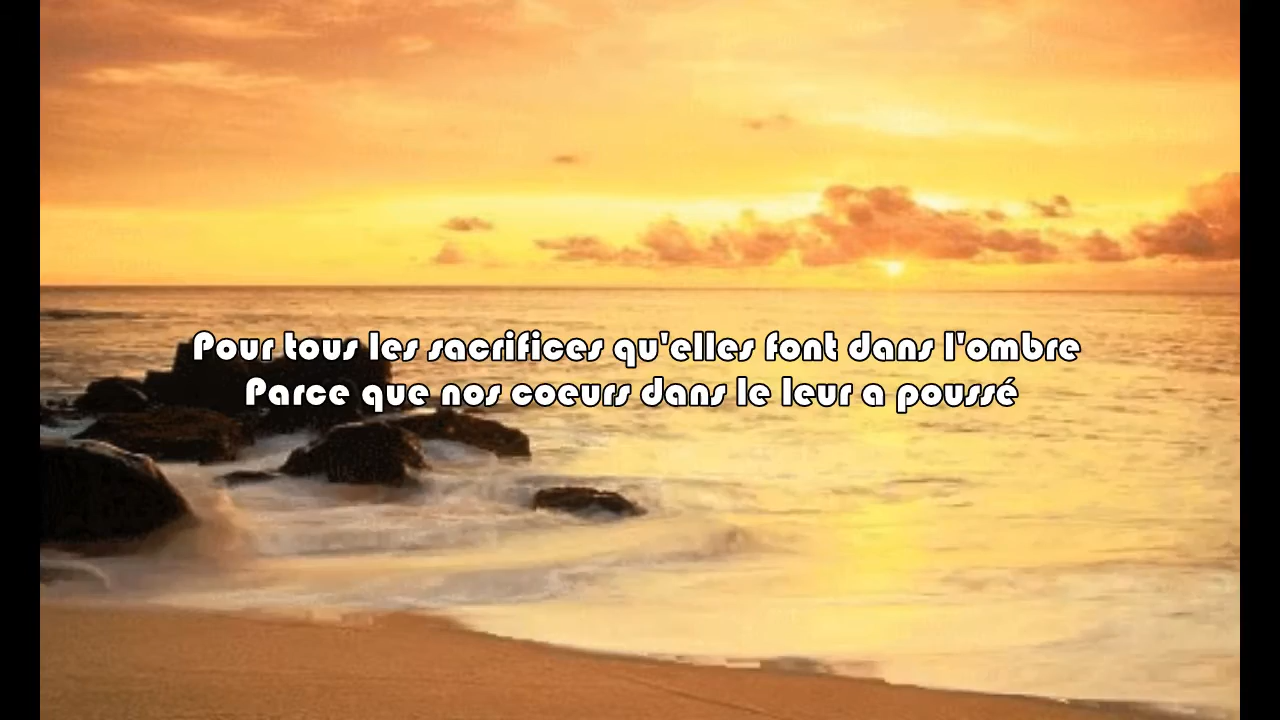 Pour tous les sacrifices qu'elles font dans l'ombre
Parce que nos coeurs dans le leur a poussé